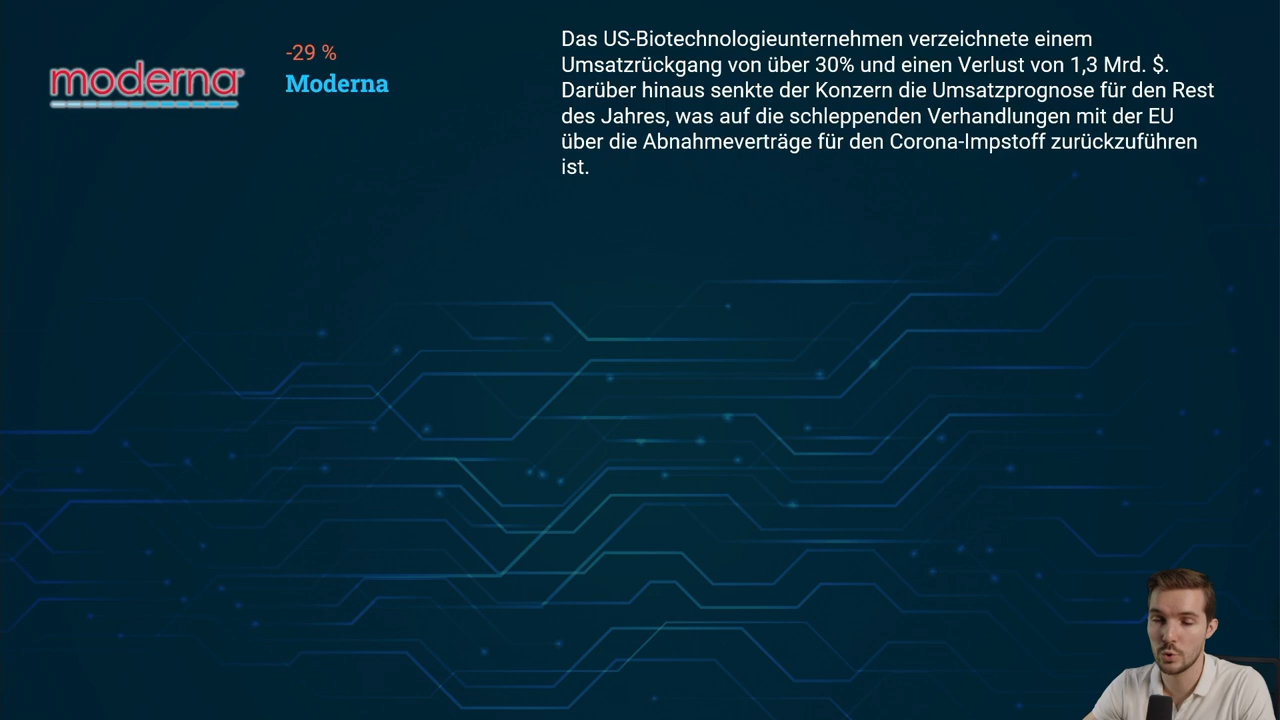 moderna
-29 %
Moderna
Das US-Biotechnologieunternehmen verzeichnete einem
Umsatzrückgang von über 30% und einen Verlust von 1,3 Mrd. $.
Darüber hinaus senkte der Konzern die Umsatzprognose für den Rest
des Jahres, was auf die schleppenden Verhandlungen mit der EU
über die Abnahmeverträge für den Corona-Impstoff zurückzuführen
ist.